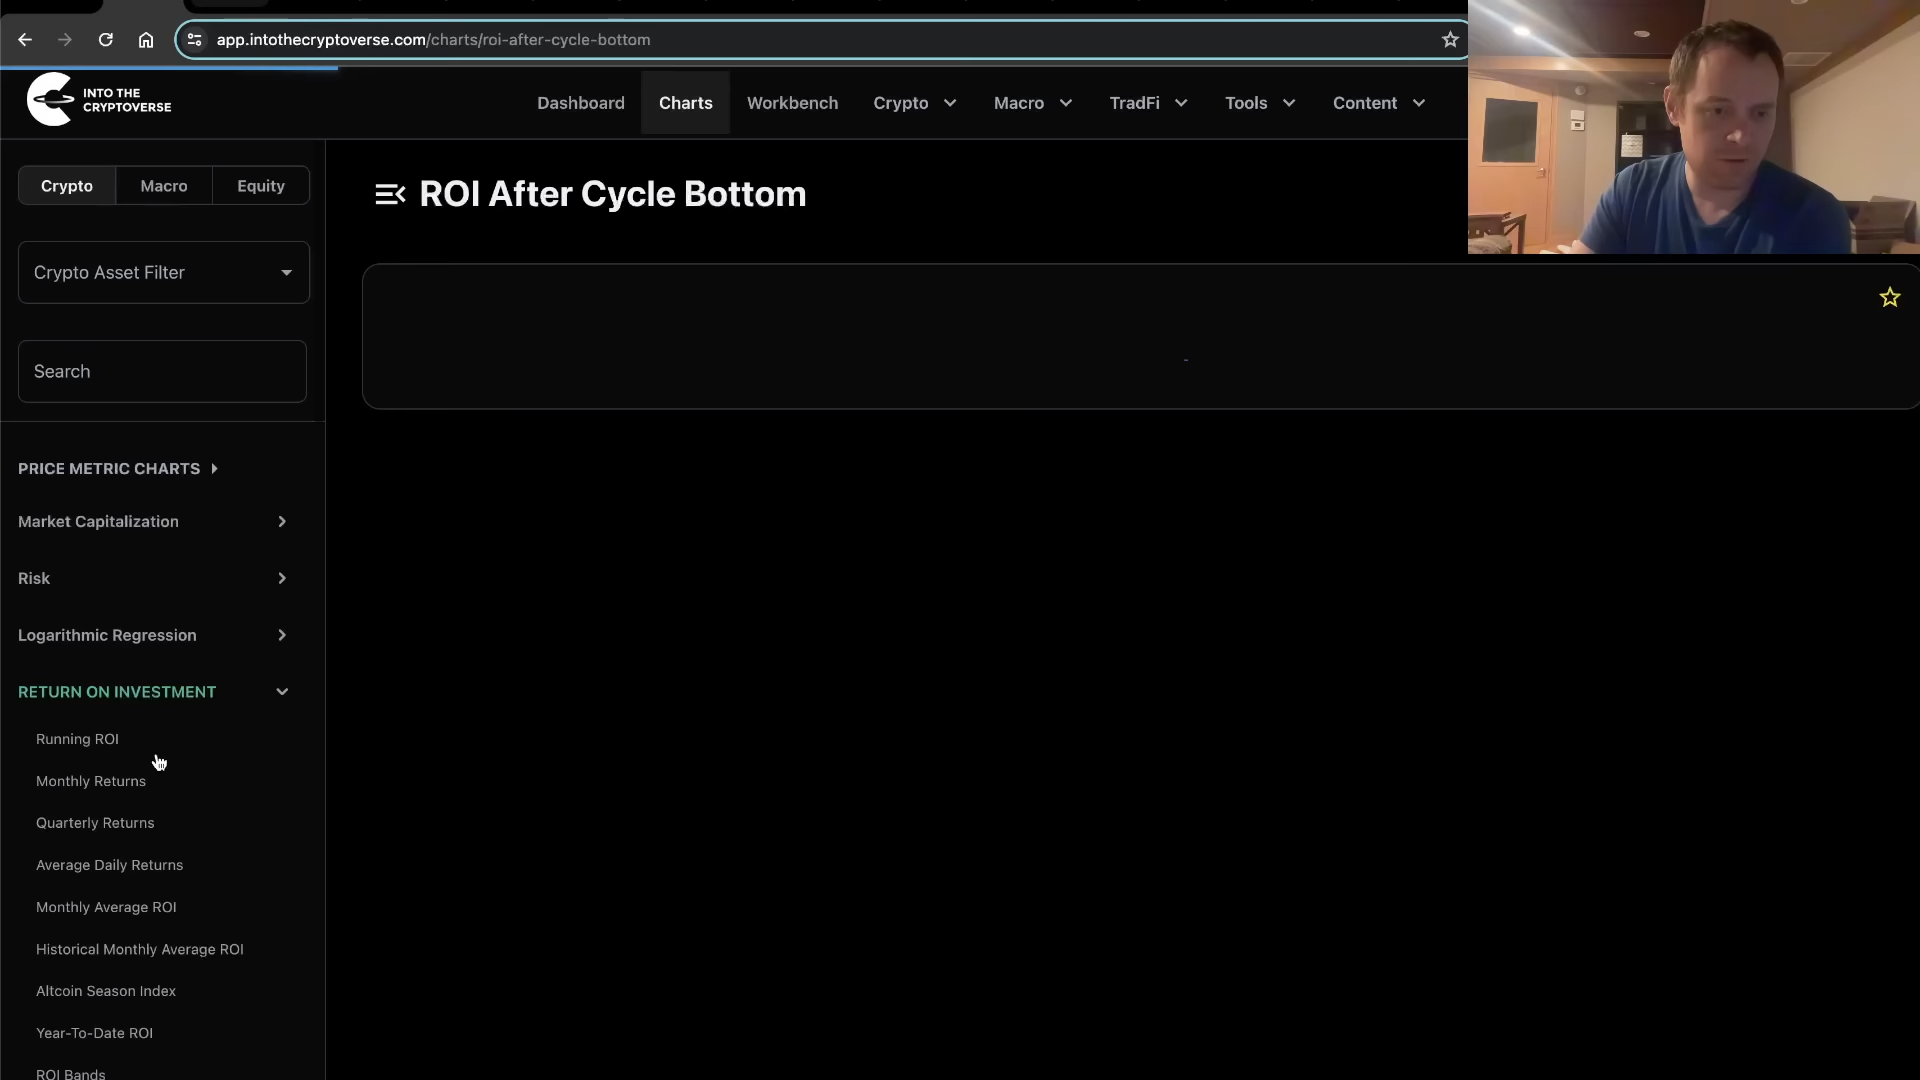 app.intothecryptoverse.com/charts/roi-after-cycle-bottom
INTO THE
CRYPTOVERSE
Dashboard
Charts
Workbench
Crypto
Macro
TradFi
Tools
Content
Crypto
Macro
Equity
ROI After Cycle Bottom
Crypto Asset Filter
Search
-
PRICE METRIC CHARTS
Market Capitalization
Risk
Logarithmic Regression
RETURN ON INVESTMENT
Running ROI
Monthly Returns
Quarterly Returns
Average Daily Returns
Monthly Average ROI
Historical Monthly Average ROI
Altcoin Season Index
Year-To-Date ROI
ROI Bands